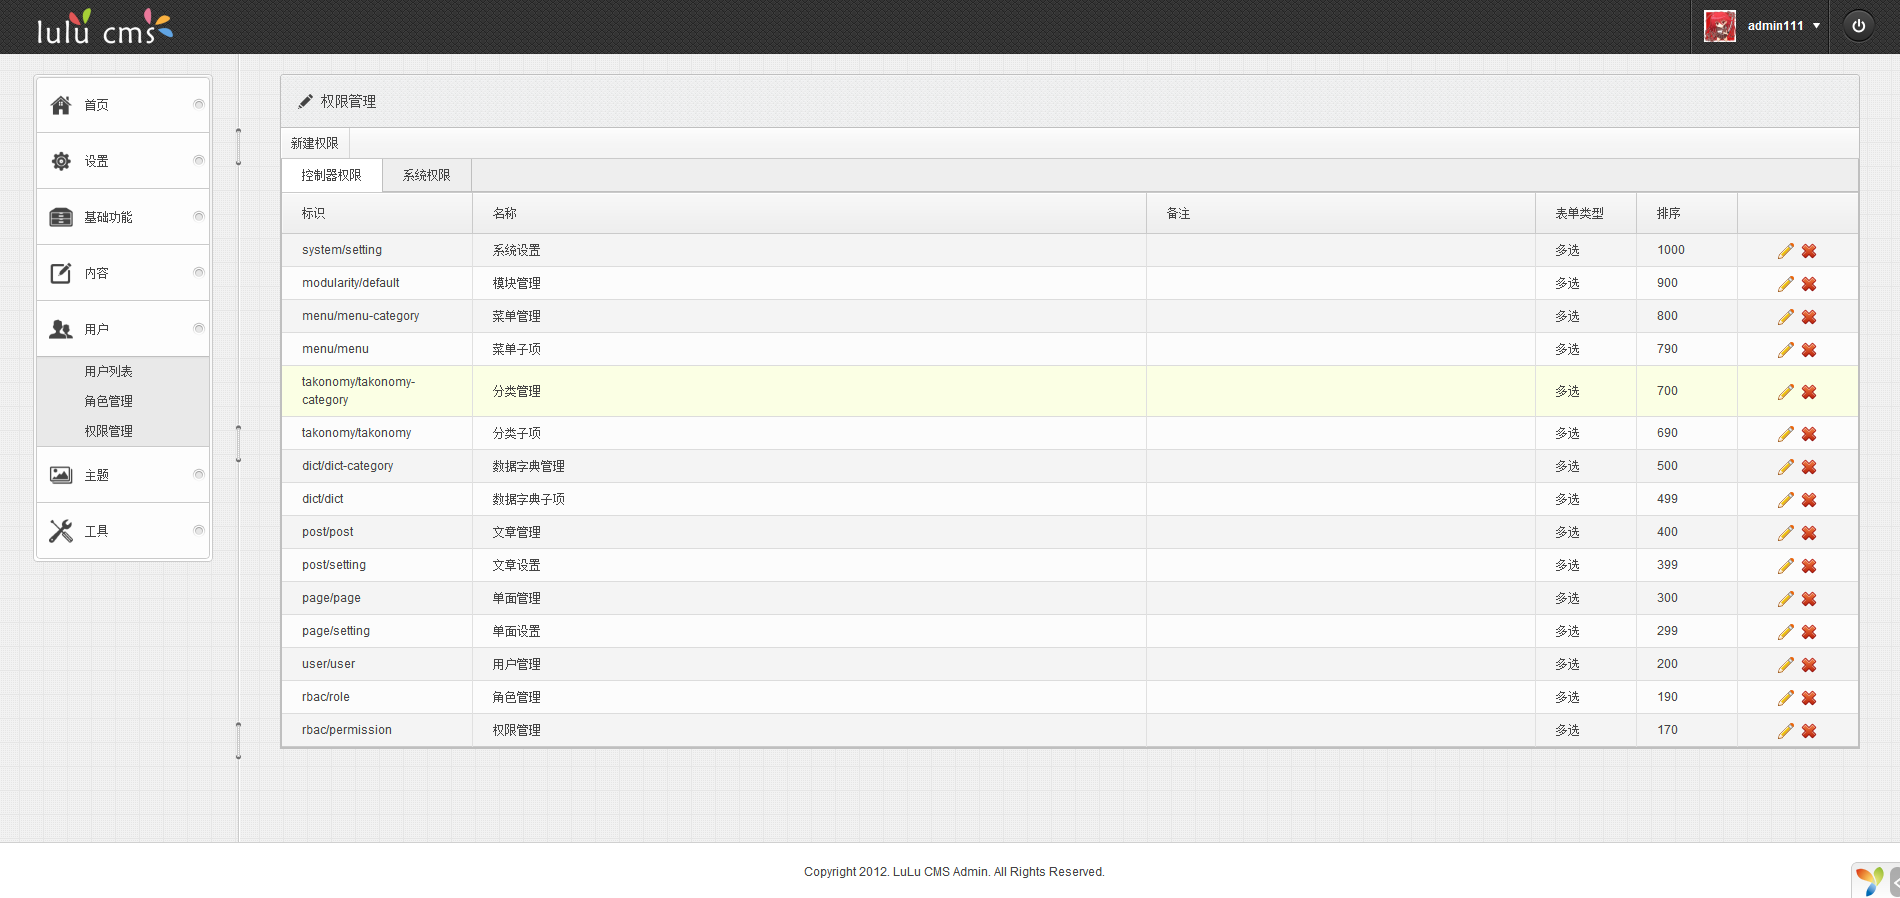 lulu cms
admin111
首页
设置
基础功能
内容
用户
用户列表
角色管理
权限管理
主题
工具
权限管理
新建权限
控制器权限 系统权限
标识 名称 备注 表单类型 排序
system/setting 系统设置 多选 1000
modularity/default 模块管理 多选 900
menu/menu-category 菜单管理 多选 800
menu/menu 菜单子项 多选 790
takonomy/takonomy-
category 分类管理 多选 700
takonomy/takonomy 分类子项 多选 690
dict/dict-category 数据字典管理 多选 500
dict/dict 数据字典子项 多选 499
post/post 文章管理 多选 400
post/setting 文章设置 多选 399
page/page 单面管理 多选 300
page/setting 单面设置 多选 299
user/user 用户管理 多选 200
rbac/role 角色管理 多选 190
rbac/permission 权限管理 多选 170
Copyright 2012. LuLu CMS Admin. All Rights Reserved.